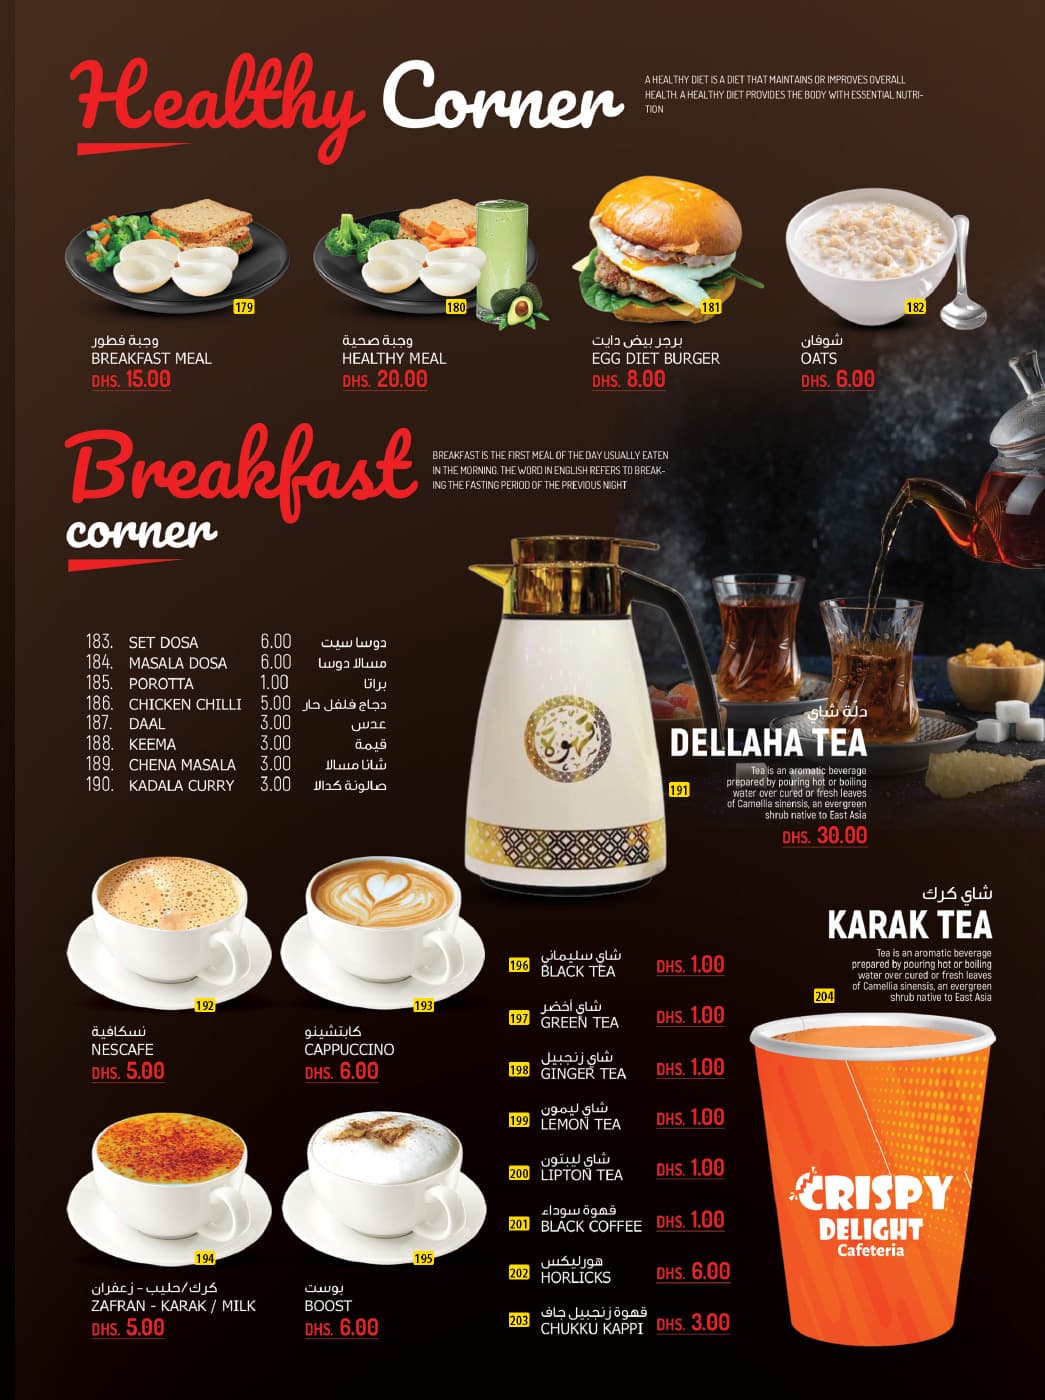 Healthy Corner
A HEALTHY DIET IS A DIET THAT MAINTAINS OR IMPROVES OVERALL
HEALTH. A HEALTHY DIET PROVIDES THE BODY WITH ESSENTIAL NUTRI-
TION
179
وجبة فطور
BREAKFAST MEAL
DHS. 15.00
180
وجبة صحية
HEALTHY MEAL
DHS. 20.00
181
برجر بيض دايت
EGG DIET BURGER
DHS. 8.00
182
شوفان
OATS
DHS. 6.00
Breakfast
corner
BREAKFAST IS THE FIRST MEAL OF THE DAY USUALLY EATEN
IN THE MORNING. THE WORD IN ENGLISH REFERS TO BREAK-
ING THE FASTING PERIOD OF THE PREVIOUS NIGHT
183. SET DOSA 6.00 دوسا سيت
184. MASALA DOSA 6.00 مسالا دوسا
185. POROTTA 1.00 براتا
186. CHICKEN CHILLI 5.00 دجاج فلفل حار
187. DAAL 3.00 عدس
188. KEEMA 3.00 قيمة
189. CHENA MASALA 3.00 شانا مسالا
190. KADALA CURRY 3.00 صالونة كدالا
دلّة شاي
DELLAHA TEA
191
Tea is an aromatic beverage
prepared by pouring hot or boiling
water over cured or fresh leaves
of Camellia sinensis, an evergreen
shrub native to East Asia
DHS. 30.00
192
نسكافية
NESCAFE
DHS. 5.00
193
كابتشينو
CAPPUCCINO
DHS. 6.00
194
كرك/حليب - زعفران
ZAFRAN - KARAK / MILK
DHS. 5.00
195
بوست
BOOST
DHS. 6.00
196
شاي سليماني
BLACK TEA
DHS. 1.00
197
شاي أخضر
GREEN TEA
DHS. 1.00
198
شاي زنجبيل
GINGER TEA
DHS. 1.00
199
شاي ليمون
LEMON TEA
DHS. 1.00
200
شاي ليبتون
LIPTON TEA
DHS. 1.00
201
قهوة سوداء
BLACK COFFEE
DHS. 1.00
202
هورليكس
HORLICKS
DHS. 6.00
203
قهوة زنجبيل جاف
CHUKKU KAPPI
DHS. 3.00
شاي كرك
KARAK TEA
Tea is an aromatic beverage
prepared by pouring hot or boiling
water over cured or fresh leaves
of Camellia sinensis, an evergreen
shrub native to East Asia
204
CRISPY
DELIGHT
Cafeteria